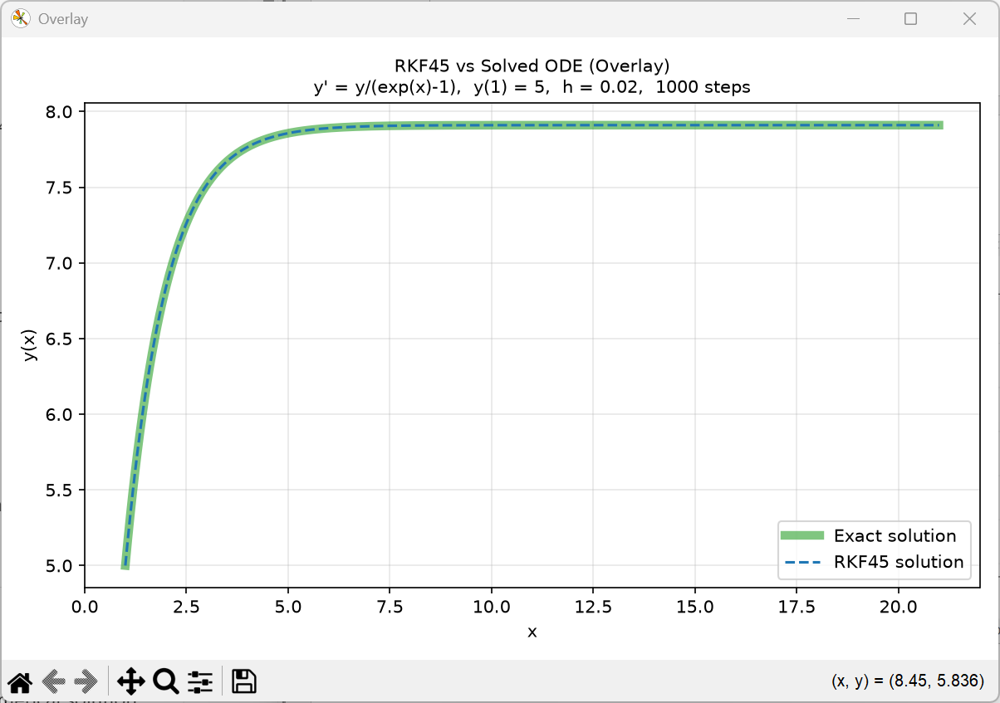 Overlay
RKF45 vs Solved ODE (Overlay)
y' = y/(exp(x)-1),  y(1) = 5,  h = 0.02,  1000 steps
8.0
7.5
7.0
6.5
6.0
5.5
5.0
y(x)
Exact solution
RKF45 solution
0.0 2.5 5.0 7.5 10.0 12.5 15.0 17.5 20.0
x
(x, y) = (8.45, 5.836)